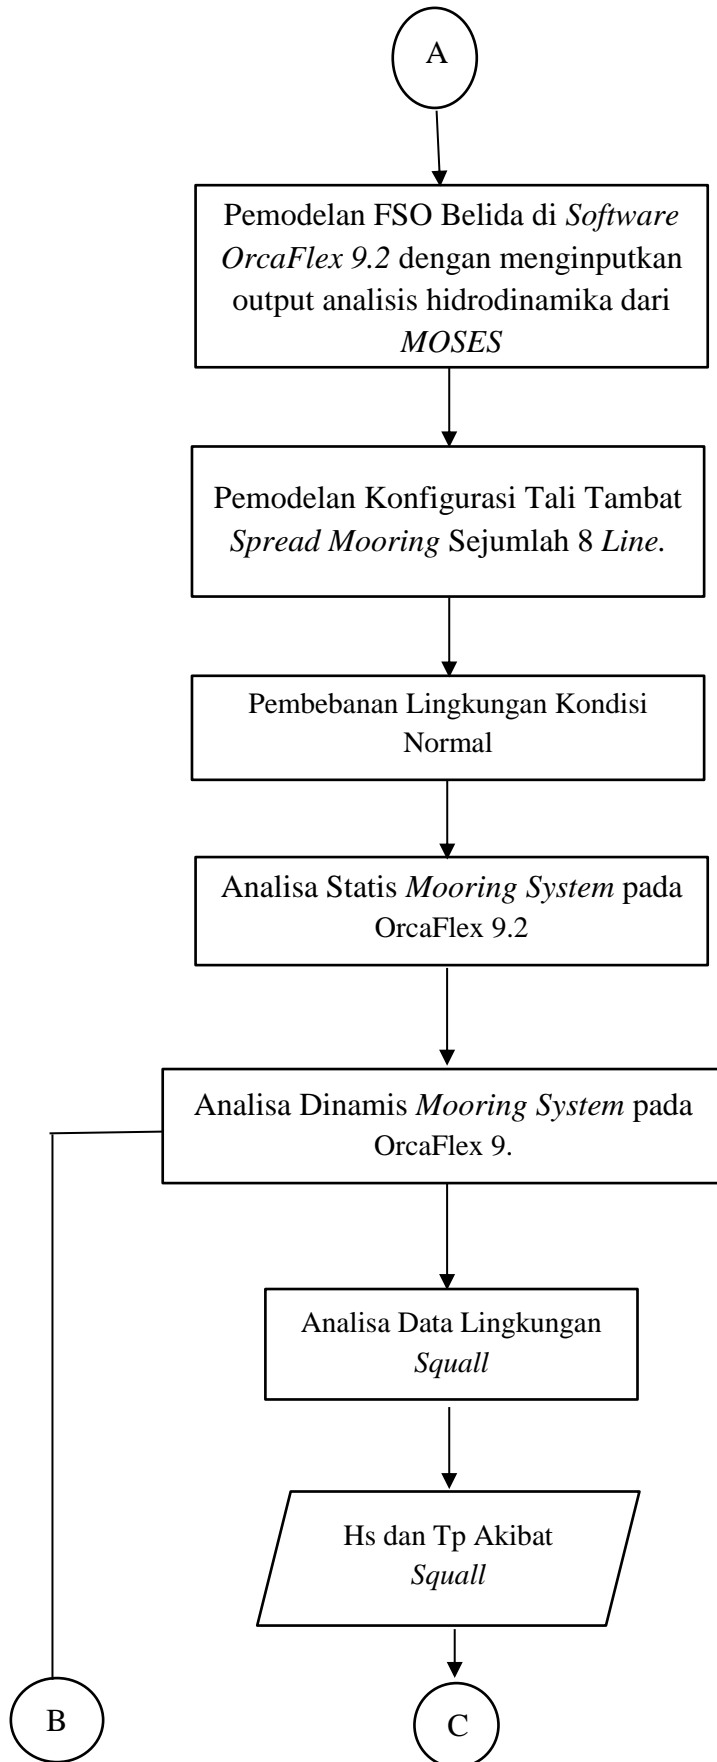 A
Pemodelan FSO Belida di Software
OrcaFlex 9.2 dengan menginputkan
output analisis hidrodinamika dari
MOSES
Pemodelan Konfigurasi Tali Tambat
Spread Mooring Sejumlah 8 Line.
Pembebanan Lingkungan Kondisi
Normal
Analisa Statis Mooring System pada
OrcaFlex 9.2
Analisa Dinamis Mooring System pada
OrcaFlex 9.
Analisa Data Lingkungan
Squall
Hs dan Tp Akibat
Squall
B
C